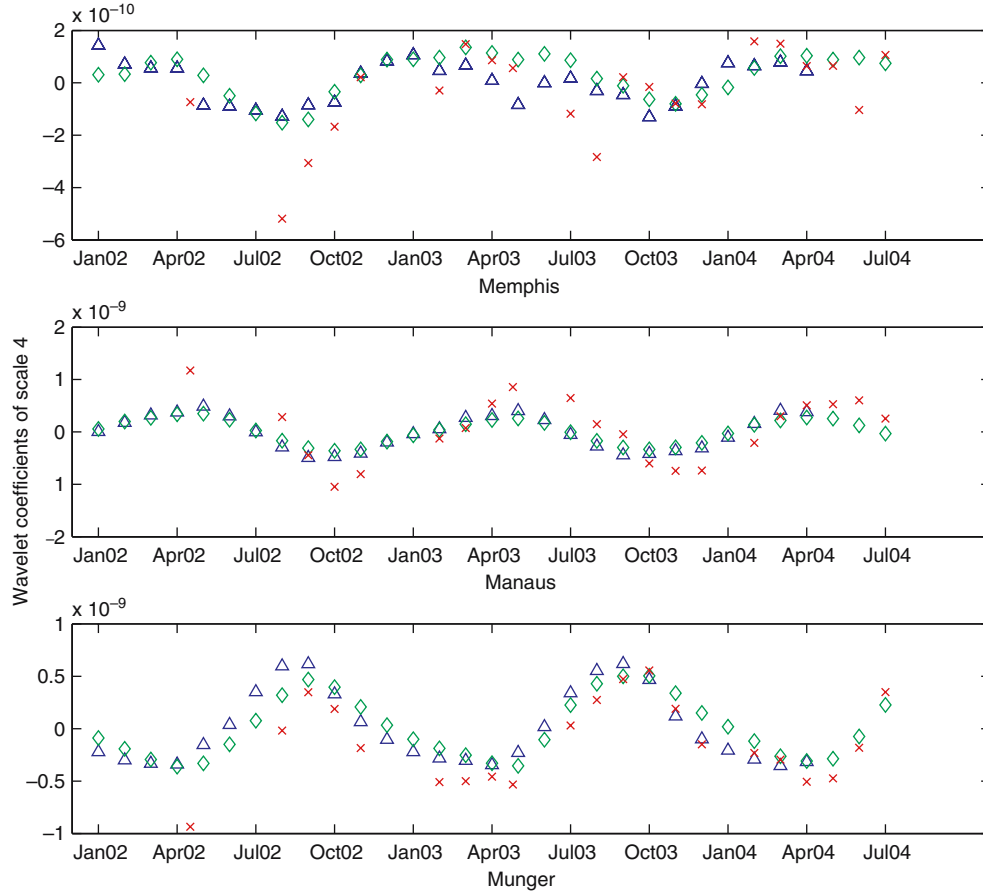 x 10⁻¹⁰
2
0
−2
−4
−6
Jan02 Apr02 Jul02 Oct02 Jan03 Apr03 Jul03 Oct03 Jan04 Apr04 Jul04
Memphis
Wavelet coefficients of scale 4
x 10⁻⁹
2
1
0
1
−2
Jan02 Apr02 Jul02 Oct02 Jan03 Apr03 Jul03 Oct03 Jan04 Apr04 Jul04
Manaus
x 10⁻⁹
1
0.5
0
−0.5
−1
Jan02 Apr02 Jul02 Oct02 Jan03 Apr03 Jul03 Oct03 Jan04 Apr04 Jul04
Munger